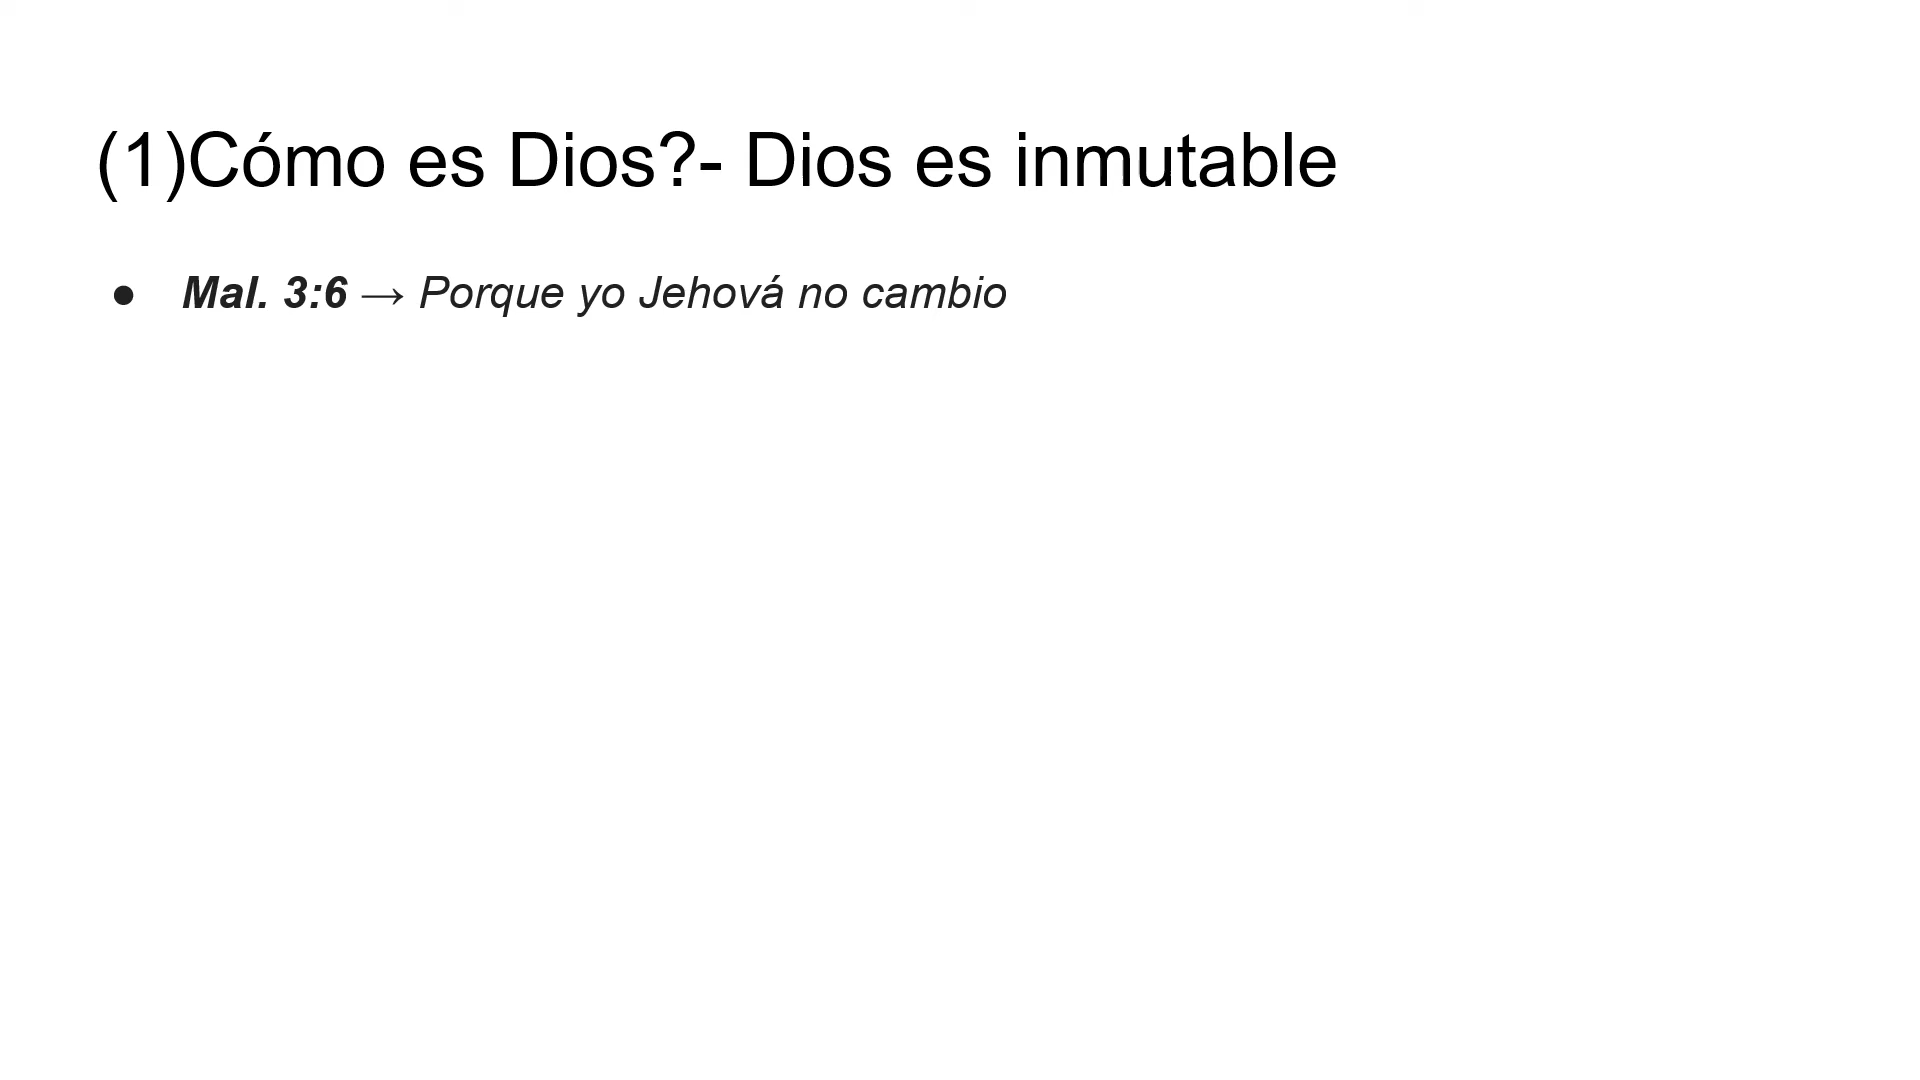 (1)Cómo es Dios?- Dios es inmutable
● Mal. 3:6 → Porque yo Jehová no cambio